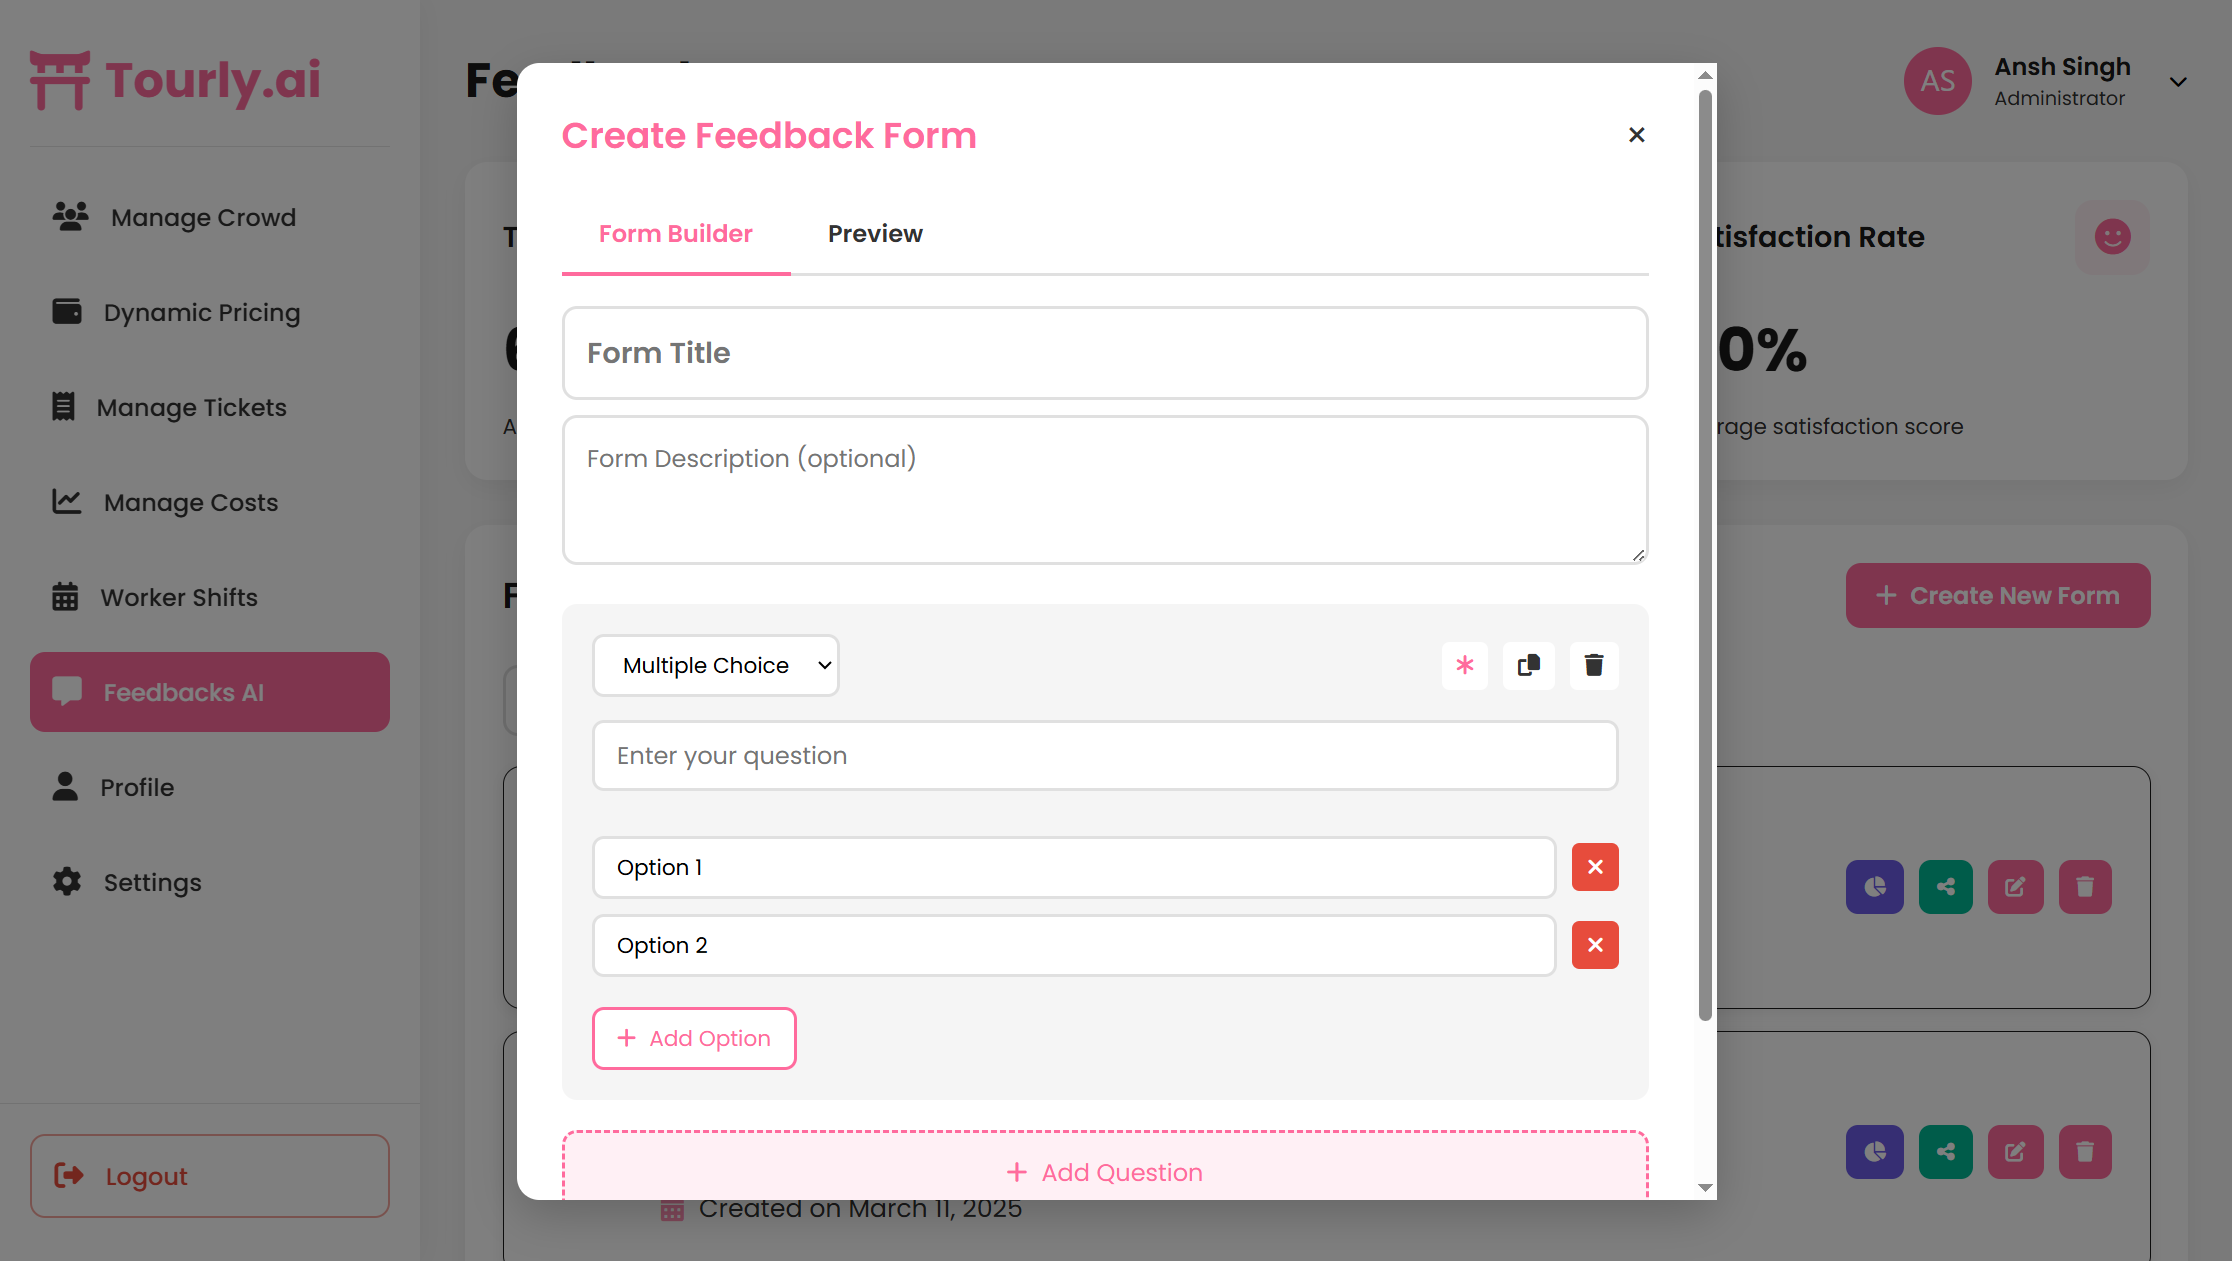 Tourly.ai
Manage Crowd
Dynamic Pricing
Manage Tickets
Manage Costs
Worker Shifts
Feedbacks AI
Profile
Settings
Logout
AS
Ansh Singh
Administrator
Create Feedback Form
Form Builder
Preview
Form Title
Form Description (optional)
Multiple Choice
Enter your question
Option 1
Option 2
Add Option
Add Question
tisfaction Rate
0%
rage satisfaction score
Create New Form
Created on March 11, 2025